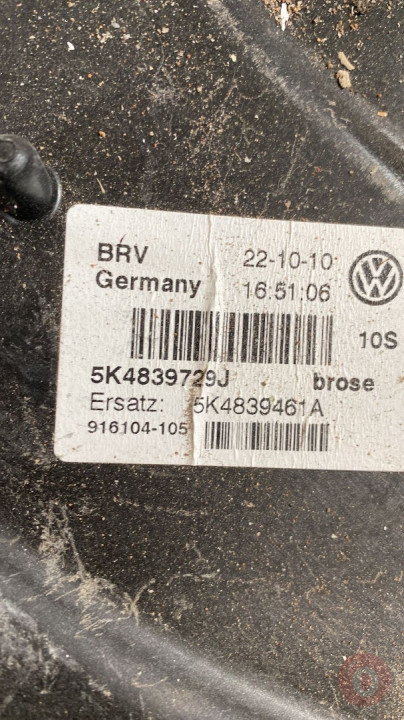 BRV 22-10-10
Germany 16:51:06
10S
5K4839729J brose
Ersatz: 5K4839461A
916104-105